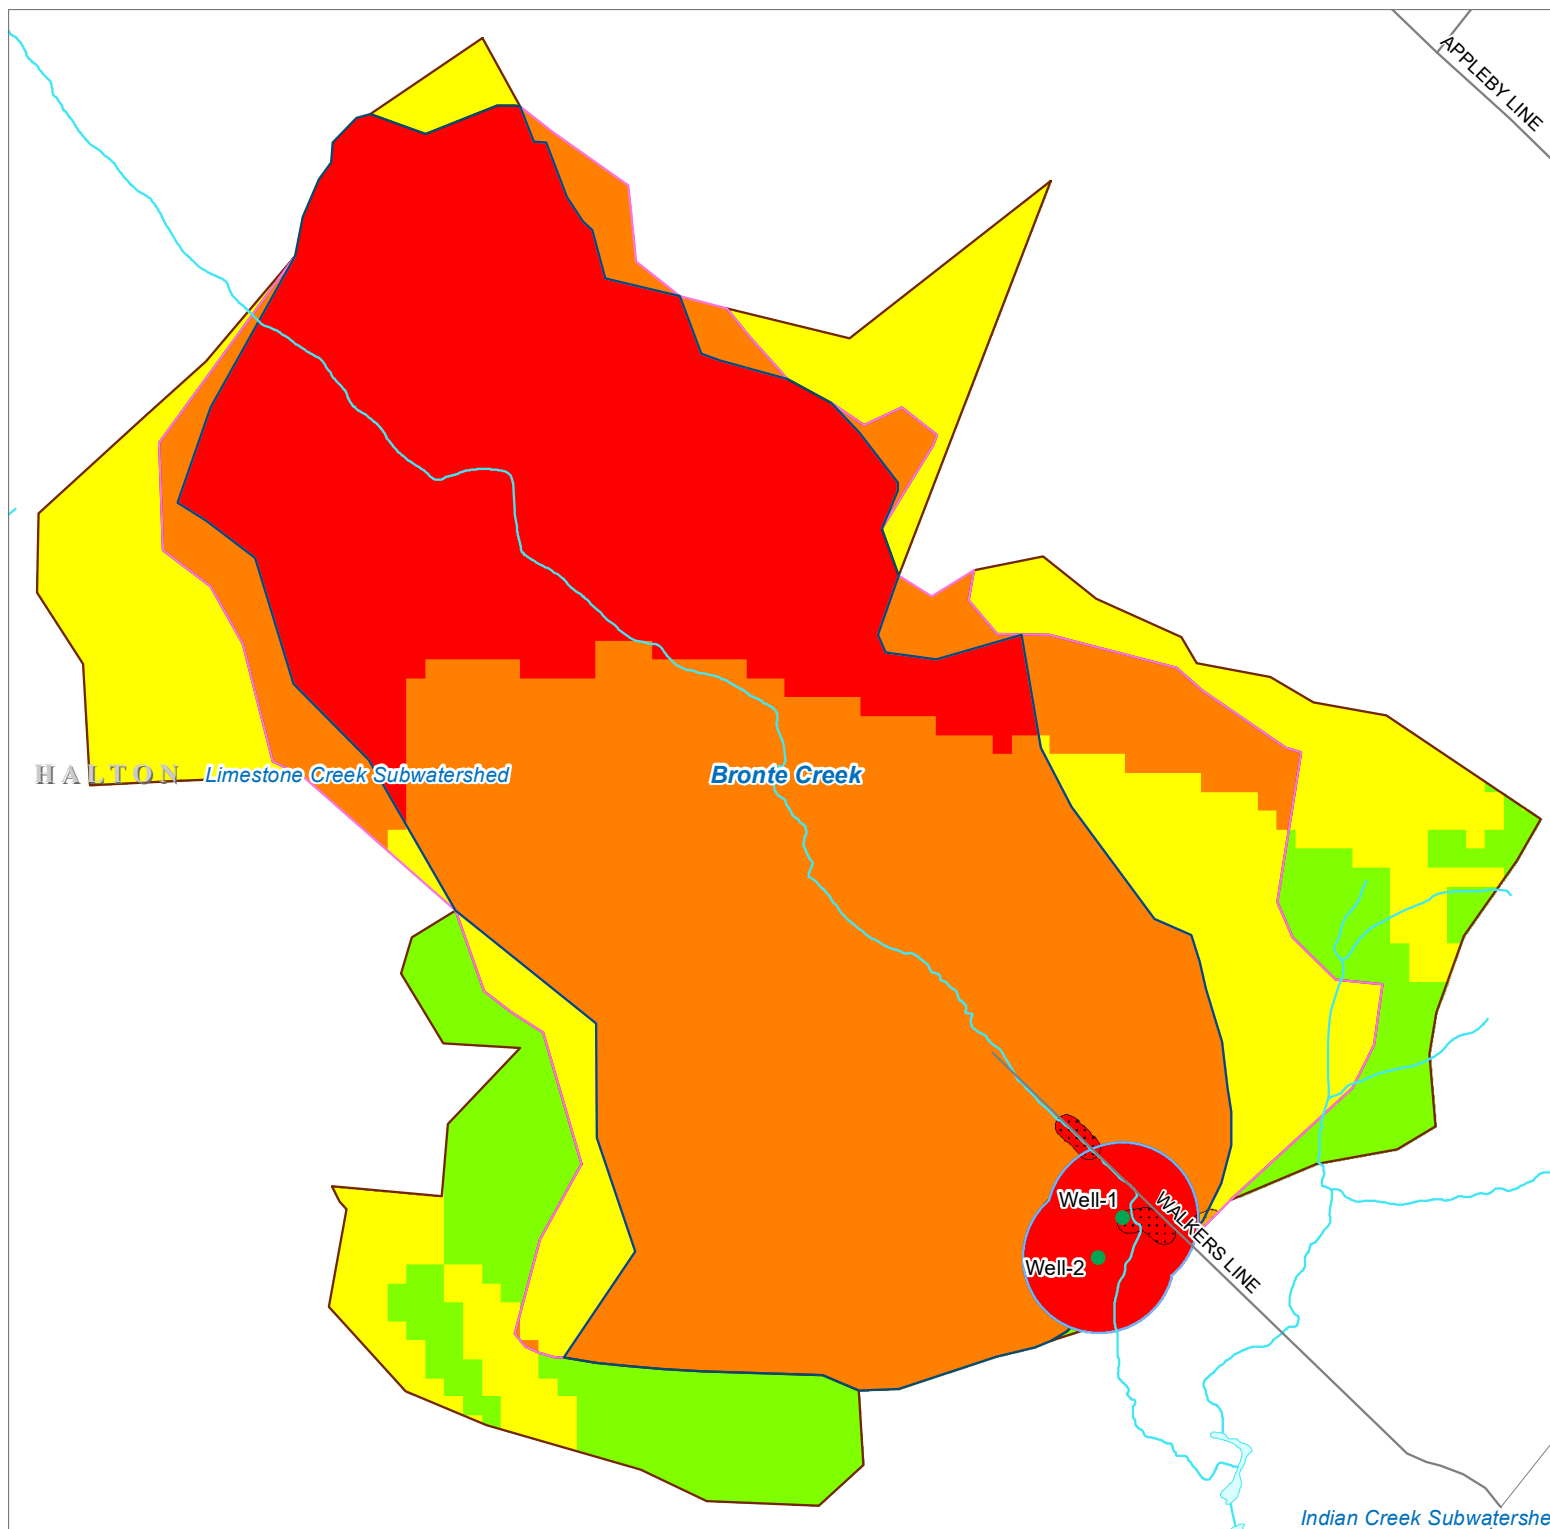 APPLEBY LINE
HALTON
Limestone Creek Subwatershed
Bronte Creek
Well-1
WALKERS LINE
Well-2
Indian Creek Subwatershe